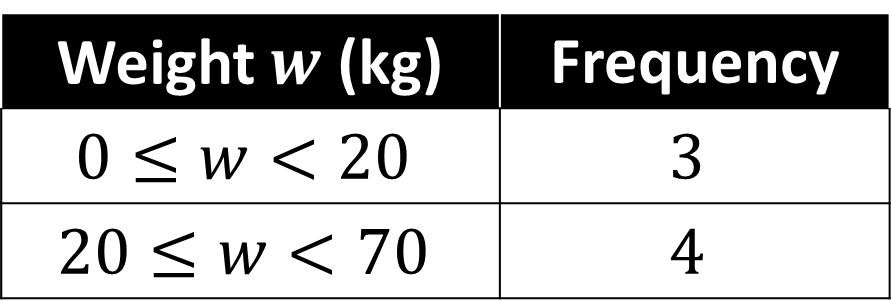 Weight w (kg) Frequency
0 ≤ w < 20 3
20 ≤ w < 70 4